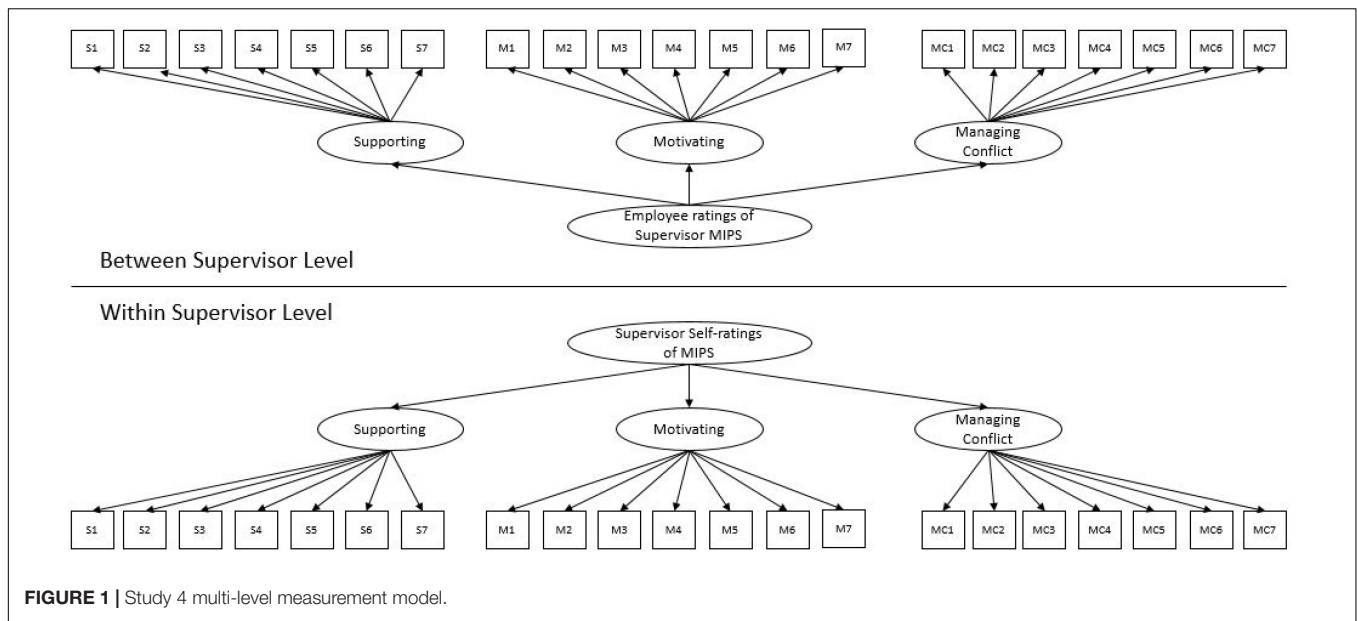 S1 S2 S3 S4 S5 S6 S7 M1 M2 M3 M4 M5 M6 M7 MC1 MC2 MC3 MC4 MC5 MC6 MC7
Supporting
Motivating
Managing
Conflict
Employee ratings of
Supervisor MIPS
Between Supervisor Level
Within Supervisor Level
Supervisor Self-ratings
of MIPS
Supporting
Motivating
Managing
Conflict
S1 S2 S3 S4 S5 S6 S7 M1 M2 M3 M4 M5 M6 M7 MC1 MC2 MC3 MC4 MC5 MC6 MC7
FIGURE 1 | Study 4 multi-level measurement model.